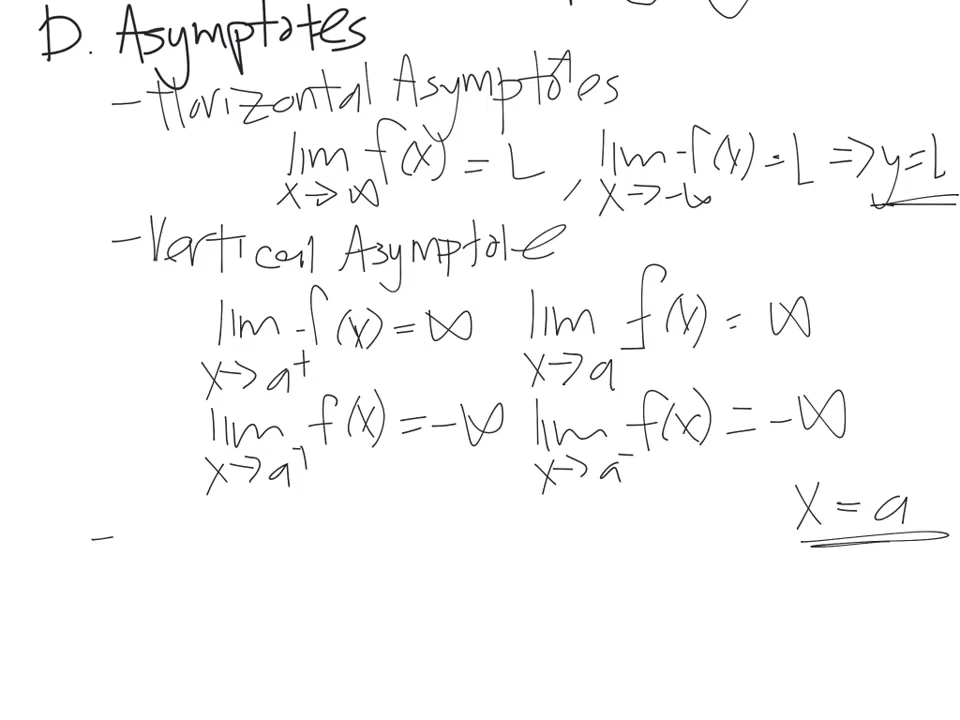 D. Asymptotes
- Horizontal Asymptotes
lim f(x) = L , lim f(x) = L => y = L
x→∞ x→-∞
- Vertical Asymptote
lim f(x) = ∞ lim f(x) = ∞
x→a⁺ x→a
lim f(x) = -∞ lim f(x) = -∞
x→a⁺ x→a⁻
x = a
-